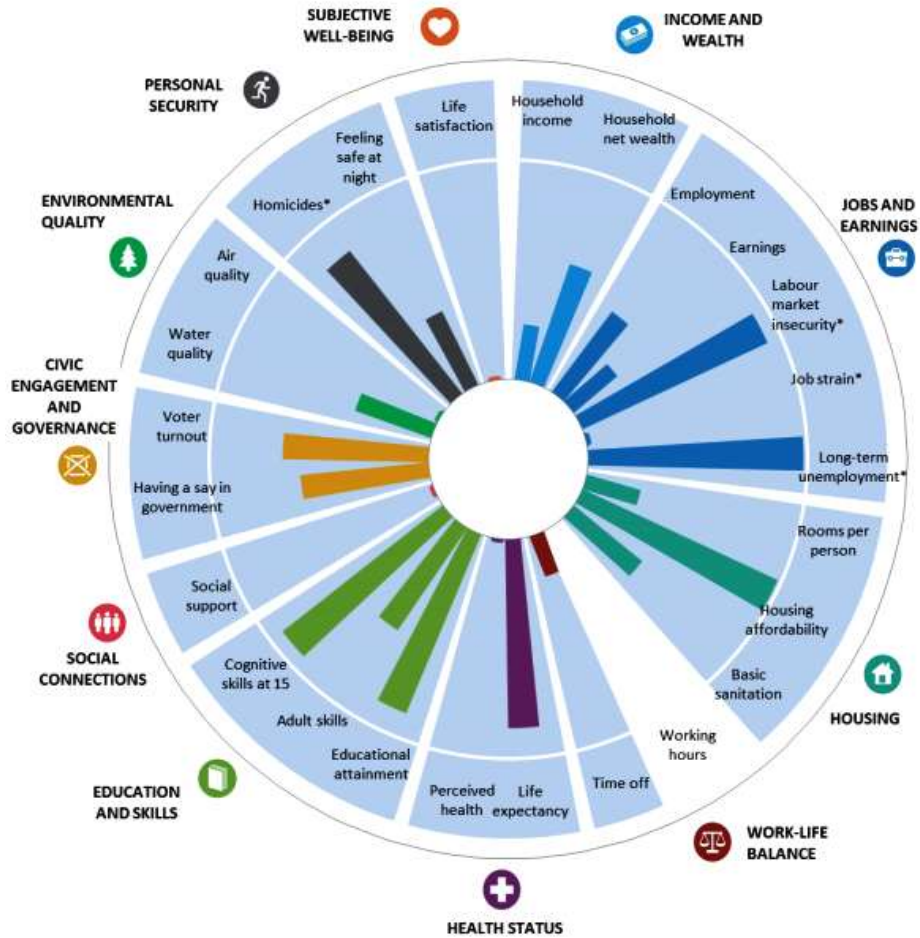 SUBJECTIVE
WELL-BEING
INCOME AND
WEALTH
PERSONAL
SECURITY
Life
satisfaction
Household
income
Household
net wealth
Feeling
safe at
night
Homicides*
Employment
ENVIRONMENTAL
QUALITY
JOBS AND
EARNINGS
Air
quality
Earnings
Labour
market
insecurity*
Water
quality
Job strain*
CIVIC
ENGAGEMENT
AND
GOVERNANCE
Voter
turnout
Long-term
unemployment*
Having a say in
government
Rooms per
person
Social
support
Housing
affordability
SOCIAL
CONNECTIONS
Cognitive
skills at 15
Basic
sanitation
HOUSING
Adult skills
Working
hours
Educational
attainment
EDUCATION
AND SKILLS
Perceived
health
Life
expectancy
Time off
WORK-LIFE
BALANCE
HEALTH STATUS